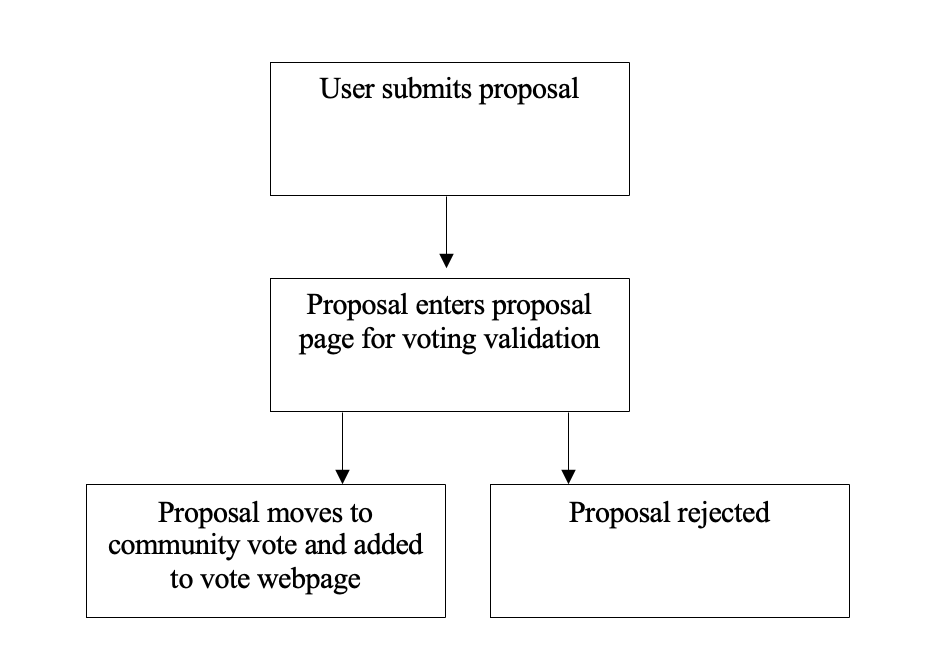 User submits proposal
Proposal enters proposal
page for voting validation
Proposal moves to
community vote and added
to vote webpage
Proposal rejected